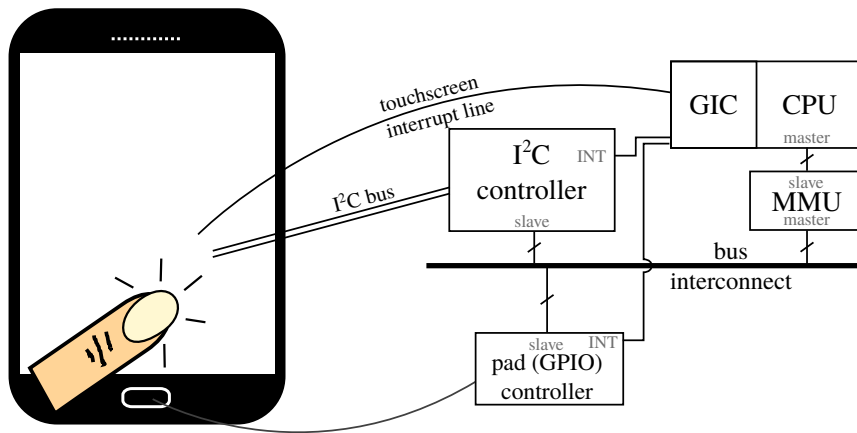 touchscreen
interrupt line
GIC
CPU
master
I²C
INT
controller
slave
I²C bus
slave
MMU
master
bus
interconnect
slave
INT
pad (GPIO)
controller